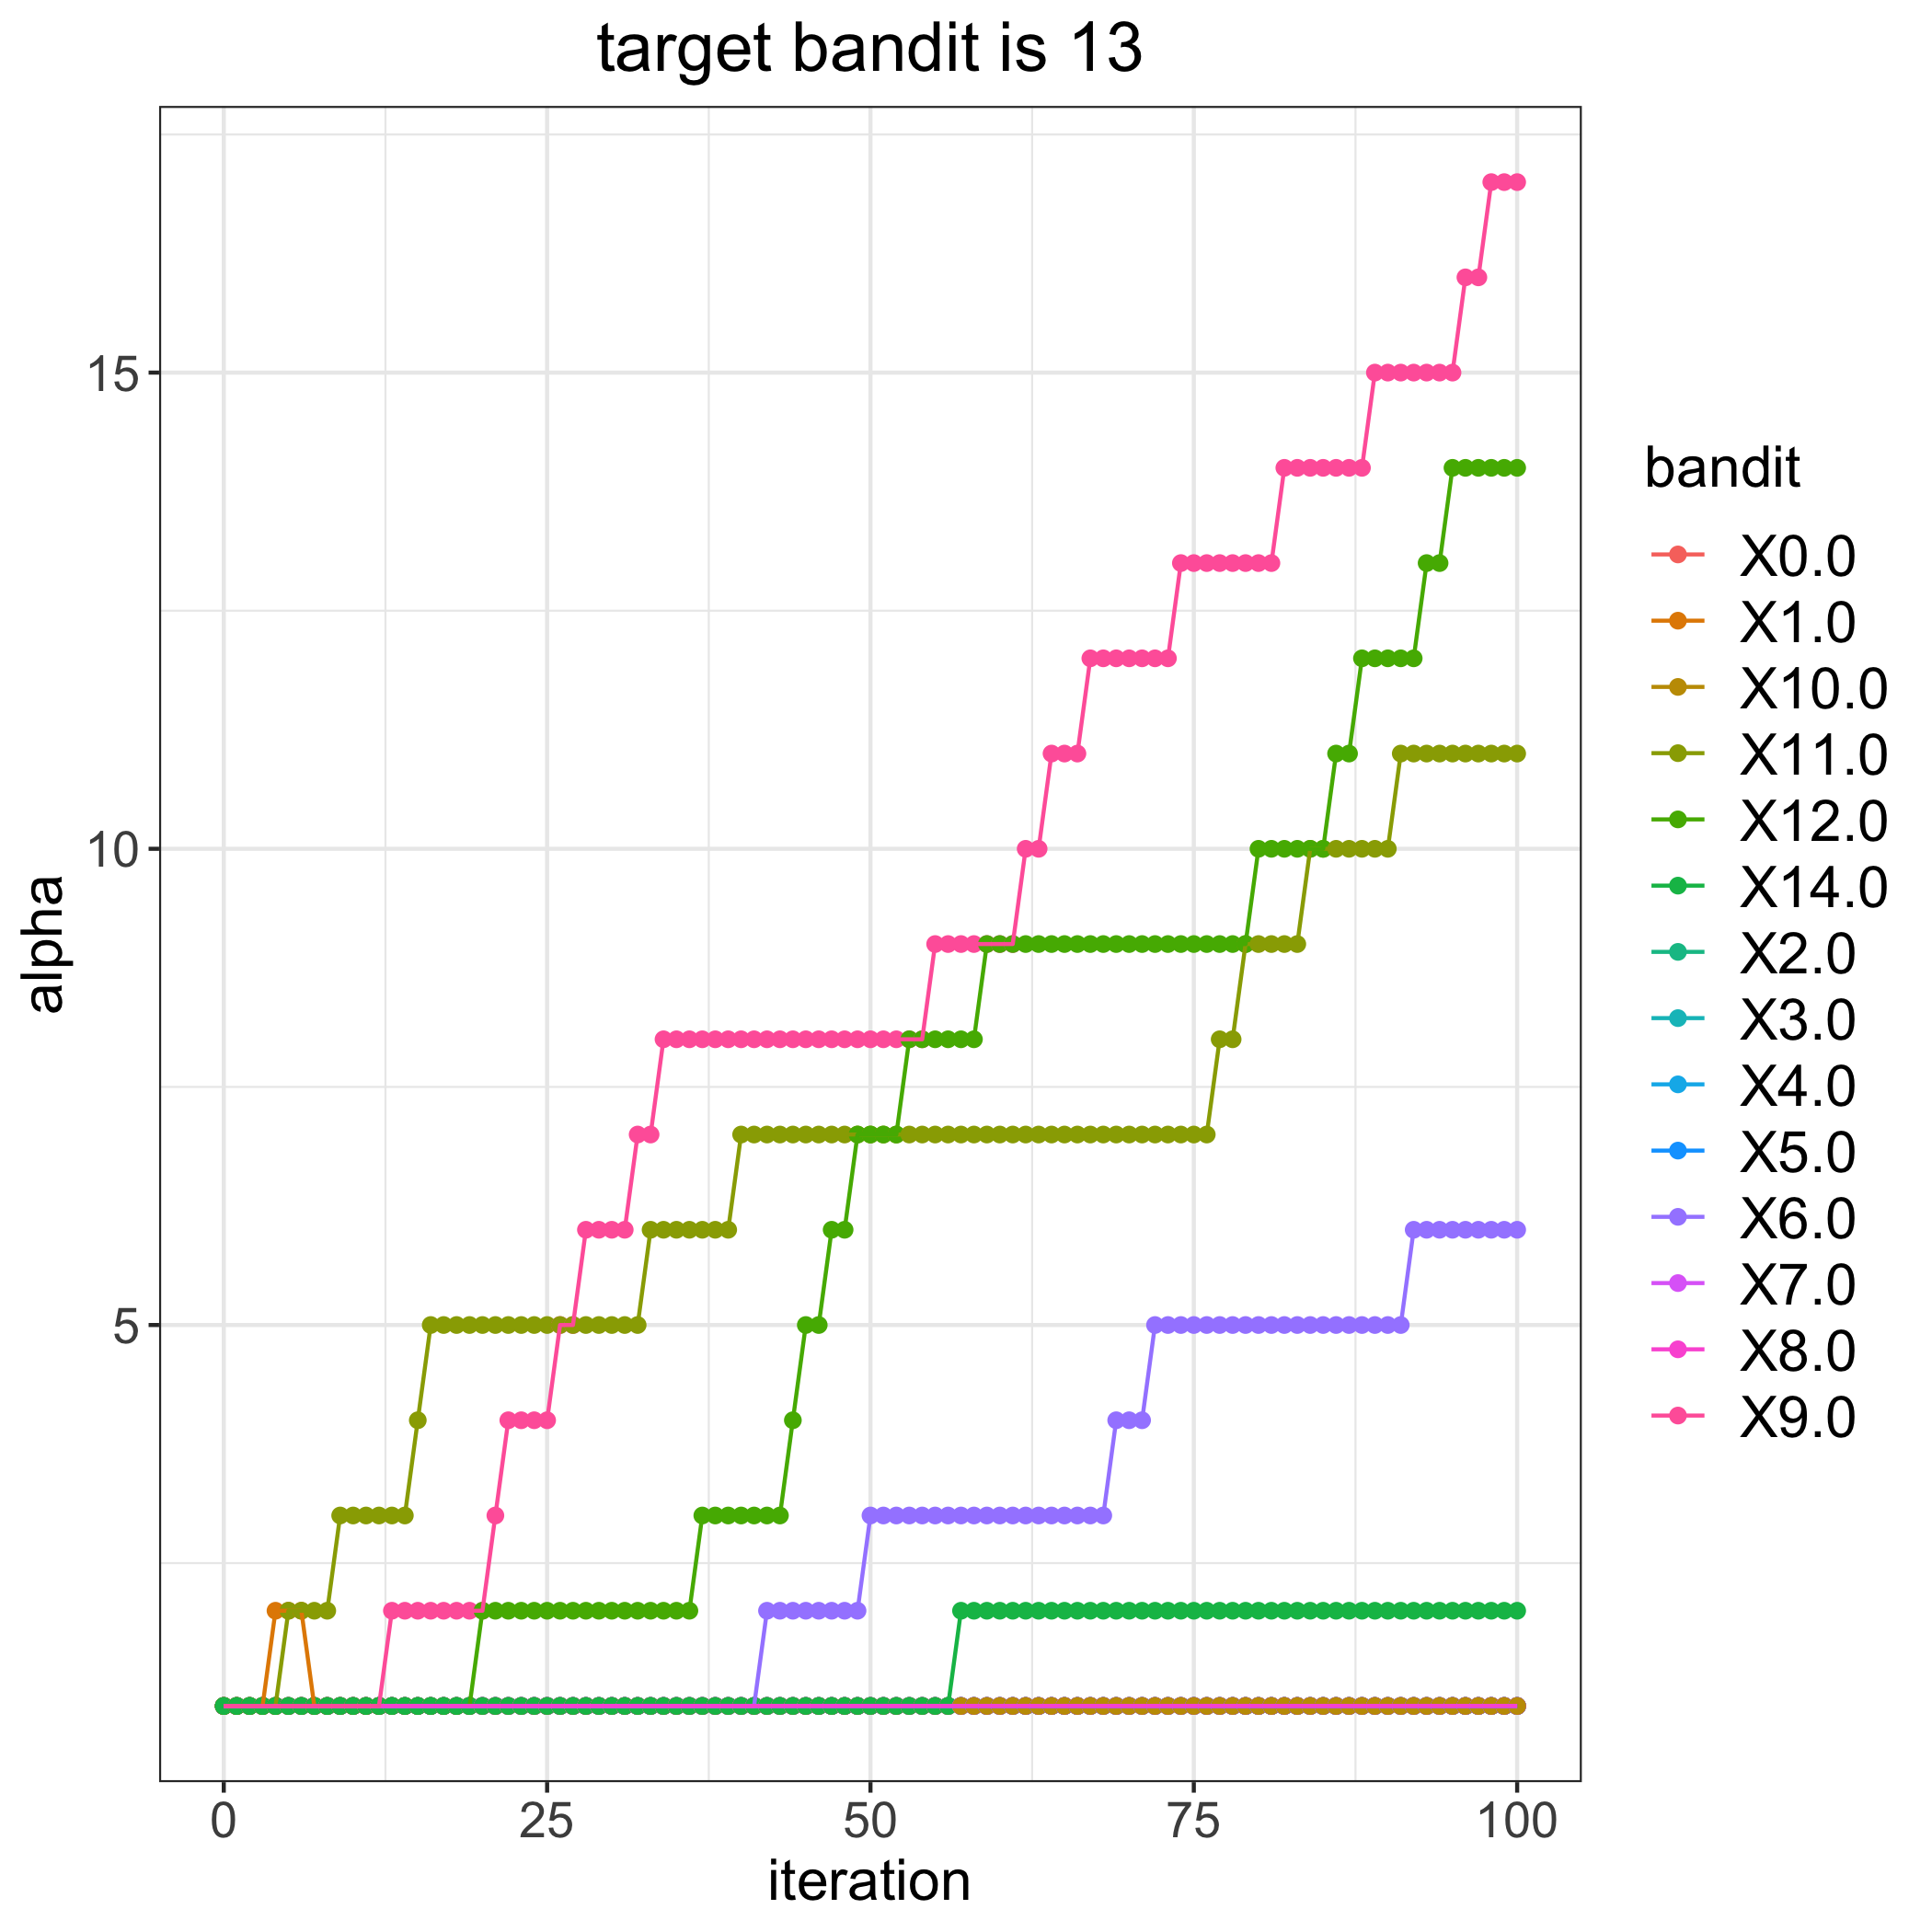 target bandit is 13
15
10
5
alpha
0 25 50 75 100
iteration
bandit
X0.0
X1.0
X10.0
X11.0
X12.0
X14.0
X2.0
X3.0
X4.0
X5.0
X6.0
X7.0
X8.0
X9.0